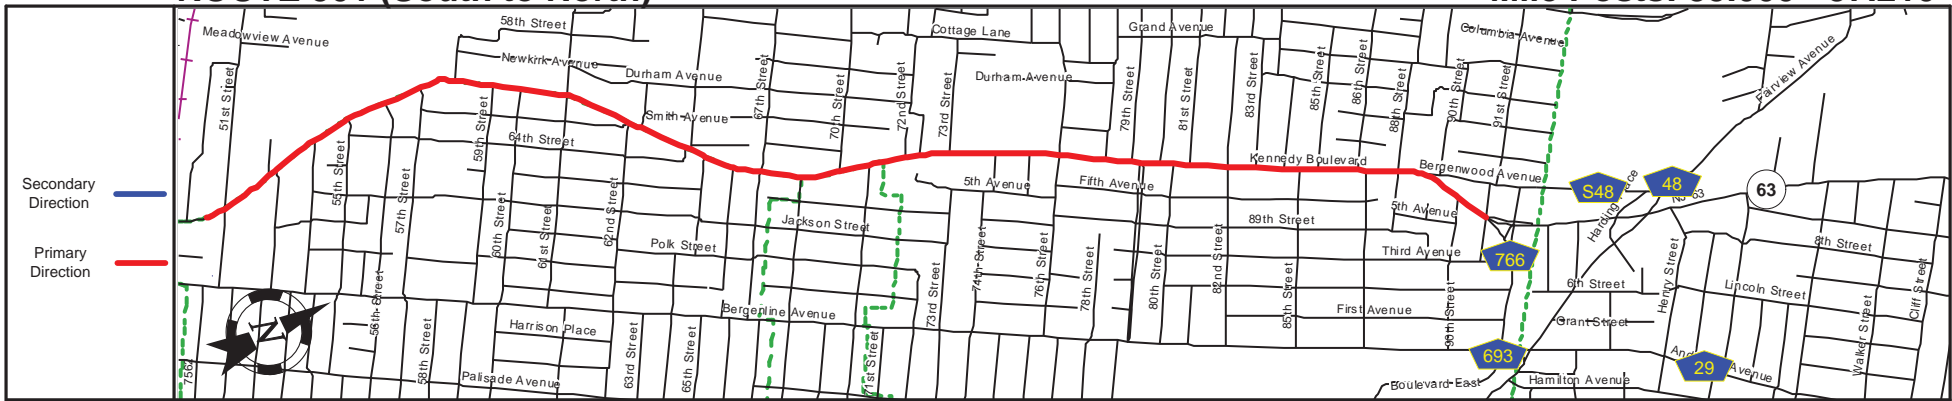 Secondary
Direction
Primary
Direction
58th Street
Cottage Lane
Grand Avenue
Columbia Avenue
Meadowview Avenue
Newkirk Avenue
Durham Avenue
Durham Avenue
Fairview Avenue
51st Street
67th Street
70th Street
72nd Street
73rd Street
79th Street
81st Street
83rd Street
85th Street
86th Street
88th Street
90th Street
91st Street
Smith Avenue
64th Street
59th Street
Kennedy Boulevard
Bergenwood Avenue
55th Street
57th Street
60th Street
61st Street
62nd Street
5th Avenue
Fifth Avenue
5th Avenue
S48
48
63
Jackson Street
89th Street
Polk Street
Third Avenue
766
8th Street
74th Street
76th Street
78th Street
80th Street
82nd Street
85th Street
90th Street
Henry Street
6th Street
Lincoln Street
Cliff Street
56th Street
58th Street
N
Bergenline Avenue
73rd Street
First Avenue
Grant Street
Harrison Place
63rd Street
65th Street
71st Street
693
29
Avenue
Walker Street
Palisade Avenue
Boulevard East
Hamilton Avenue